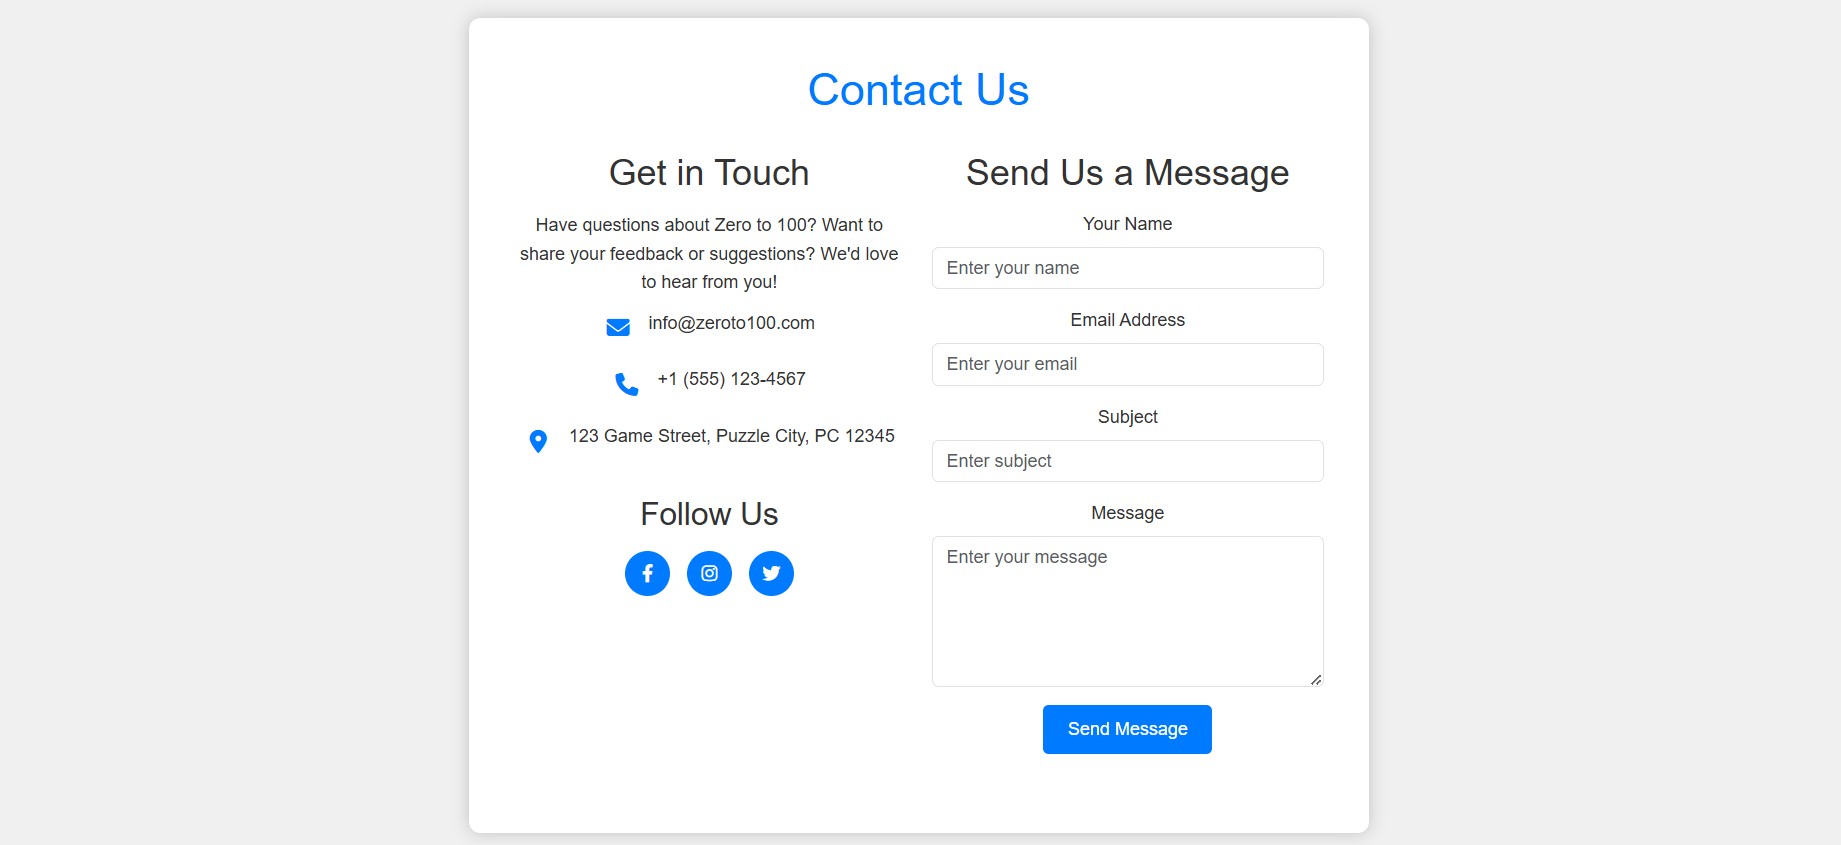 Contact Us
Get in Touch
Have questions about Zero to 100? Want to
share your feedback or suggestions? We'd love
to hear from you!
info@zeroto100.com
+1 (555) 123-4567
123 Game Street, Puzzle City, PC 12345
Follow Us
Send Us a Message
Your Name
Enter your name
Email Address
Enter your email
Subject
Enter subject
Message
Enter your message
Send Message